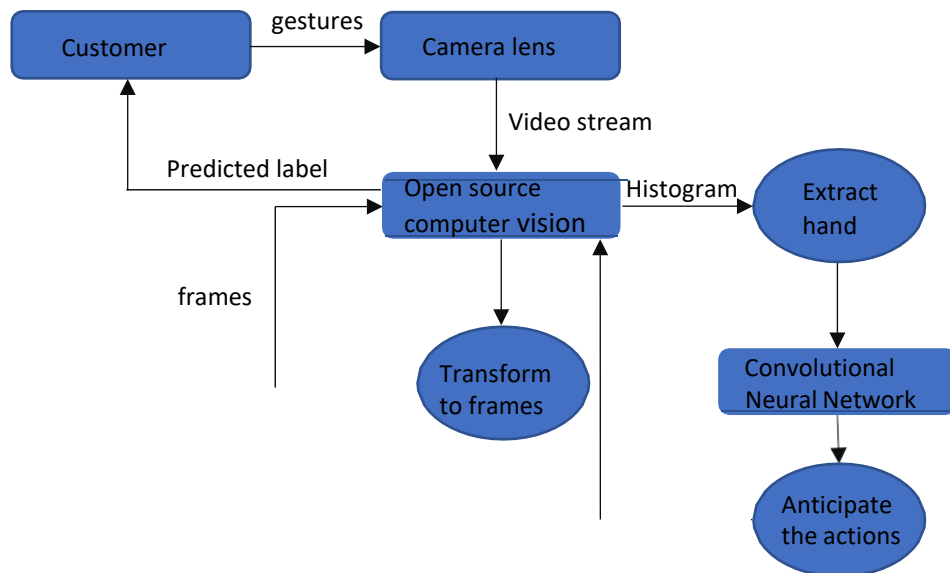 gestures
Customer
Camera lens
Video stream
Predicted label
Open source
computer vision
Histogram
Extract
hand
frames
Transform
to frames
Convolutional
Neural Network
Anticipate
the actions